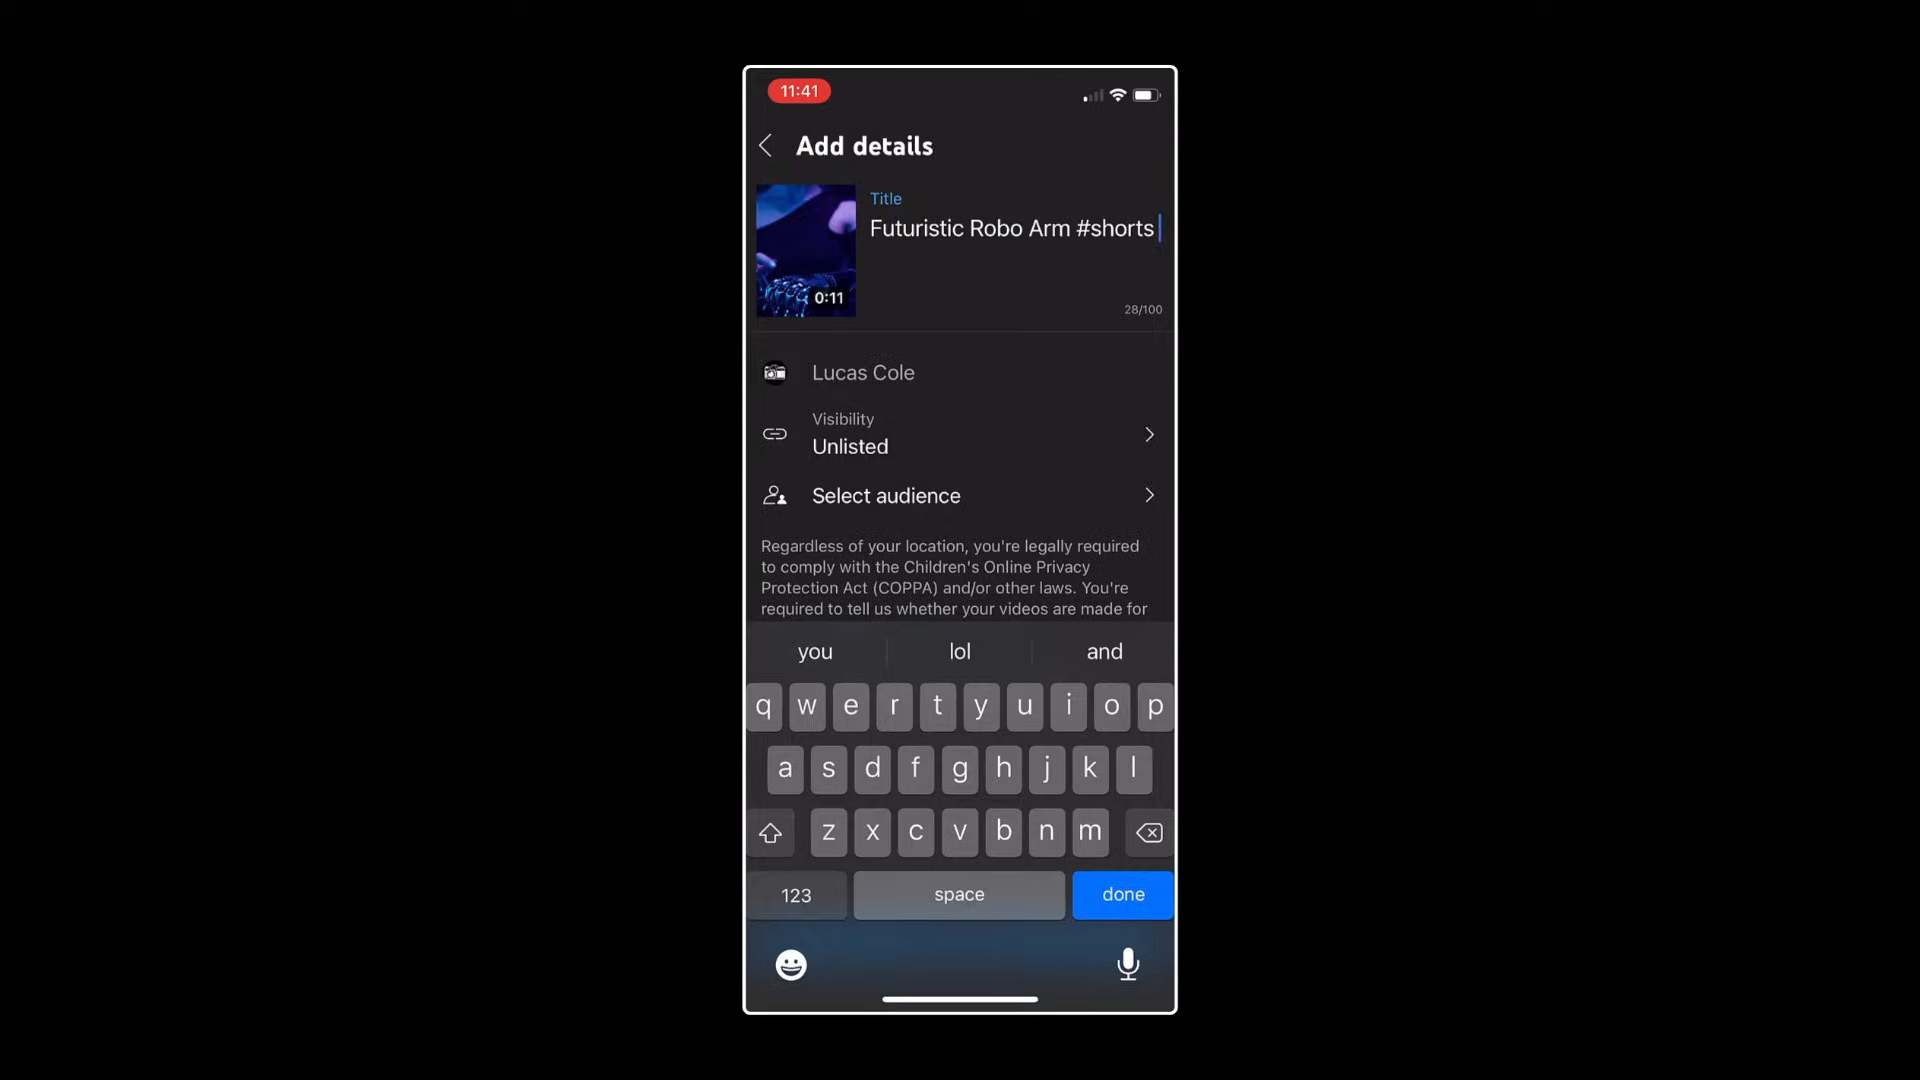 11:41
Add details
Title
Futuristic Robo Arm #shorts
0:11
28/100
Lucas Cole
Visibility
Unlisted
Select audience
Regardless of your location, you're legally required
to comply with the Children's Online Privacy
Protection Act (COPPA) and/or other laws. You're
required to tell us whether your videos are made for
you lol and
q w e r t y u i o p
a s d f g h j k l
z x c v b n m
123 space done